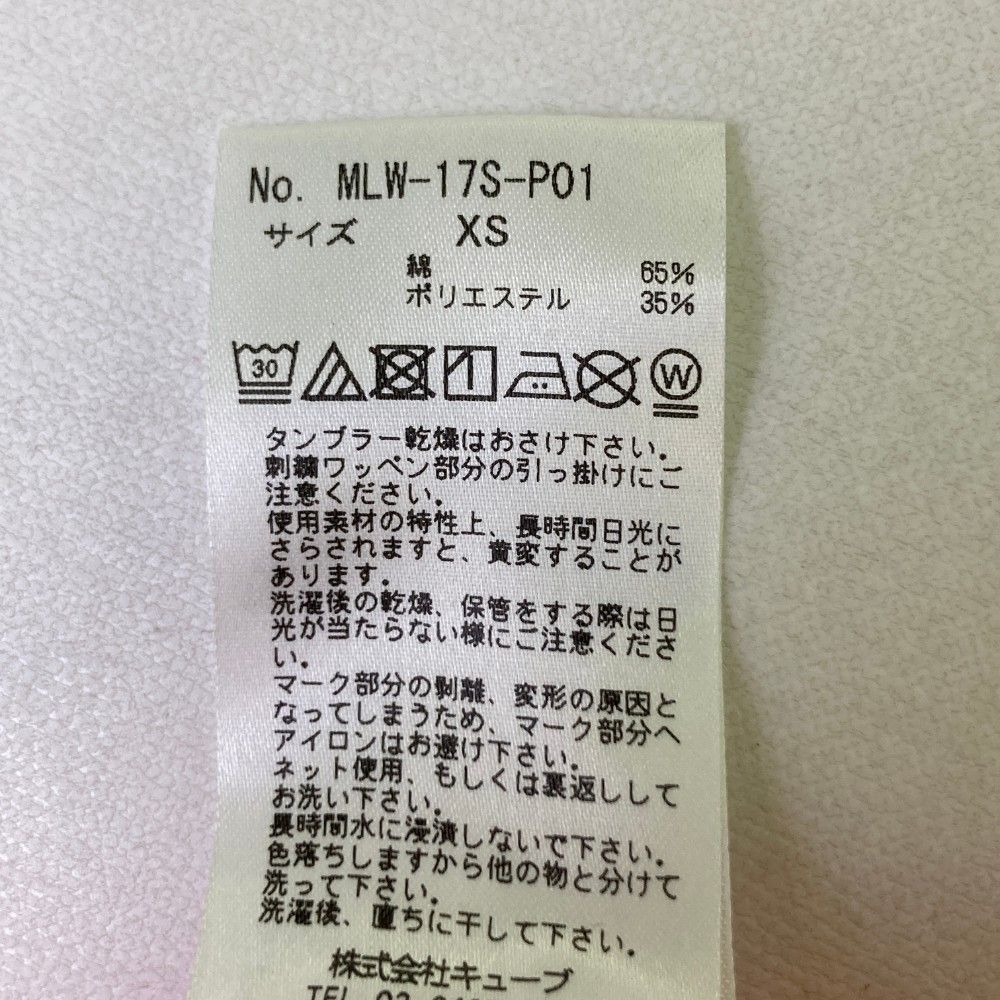 No. MLW-17S-P01
サイズ XS
綿 65%
ポリエステル 35%
30 W
タンブラー乾燥はおさけ下さい。
刺繍ワッペン部分の引っ掛けにご
注意ください。
使用素材の特性上、長時間日光に
さらされますと、黄変することが
あります。
洗濯後の乾燥、保管をする際は日
光が当たらない様にご注意くださ
い。
マーク部分の剥離、変形の原因と
なってしまうため、マーク部分へ
アイロンはお避け下さい。
ネット使用、もしくは裏返しして
お洗い下さい。
長時間水に浸漬しないで下さい。
色落ちしますから他の物と分けて
洗って下さい。
洗濯後、直ちに干して下さい。
株式会社キューブ
TEL